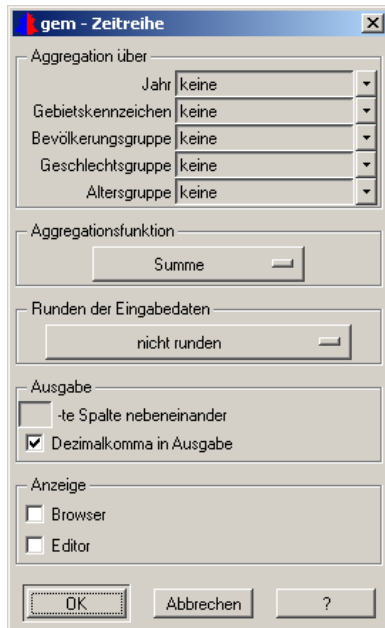 gem - Zeitreihe
Aggregation über
Jahr keine
Gebietskennzeichen keine
Bevölkerungsgruppe keine
Geschlechtsgruppe keine
Altersgruppe keine
Aggregationsfunktion
Summe
Runden der Eingabedaten
nicht runden
Ausgabe
-te Spalte nebeneinander
Dezimalkomma in Ausgabe
Anzeige
Browser
Editor
OK Abbrechen ?